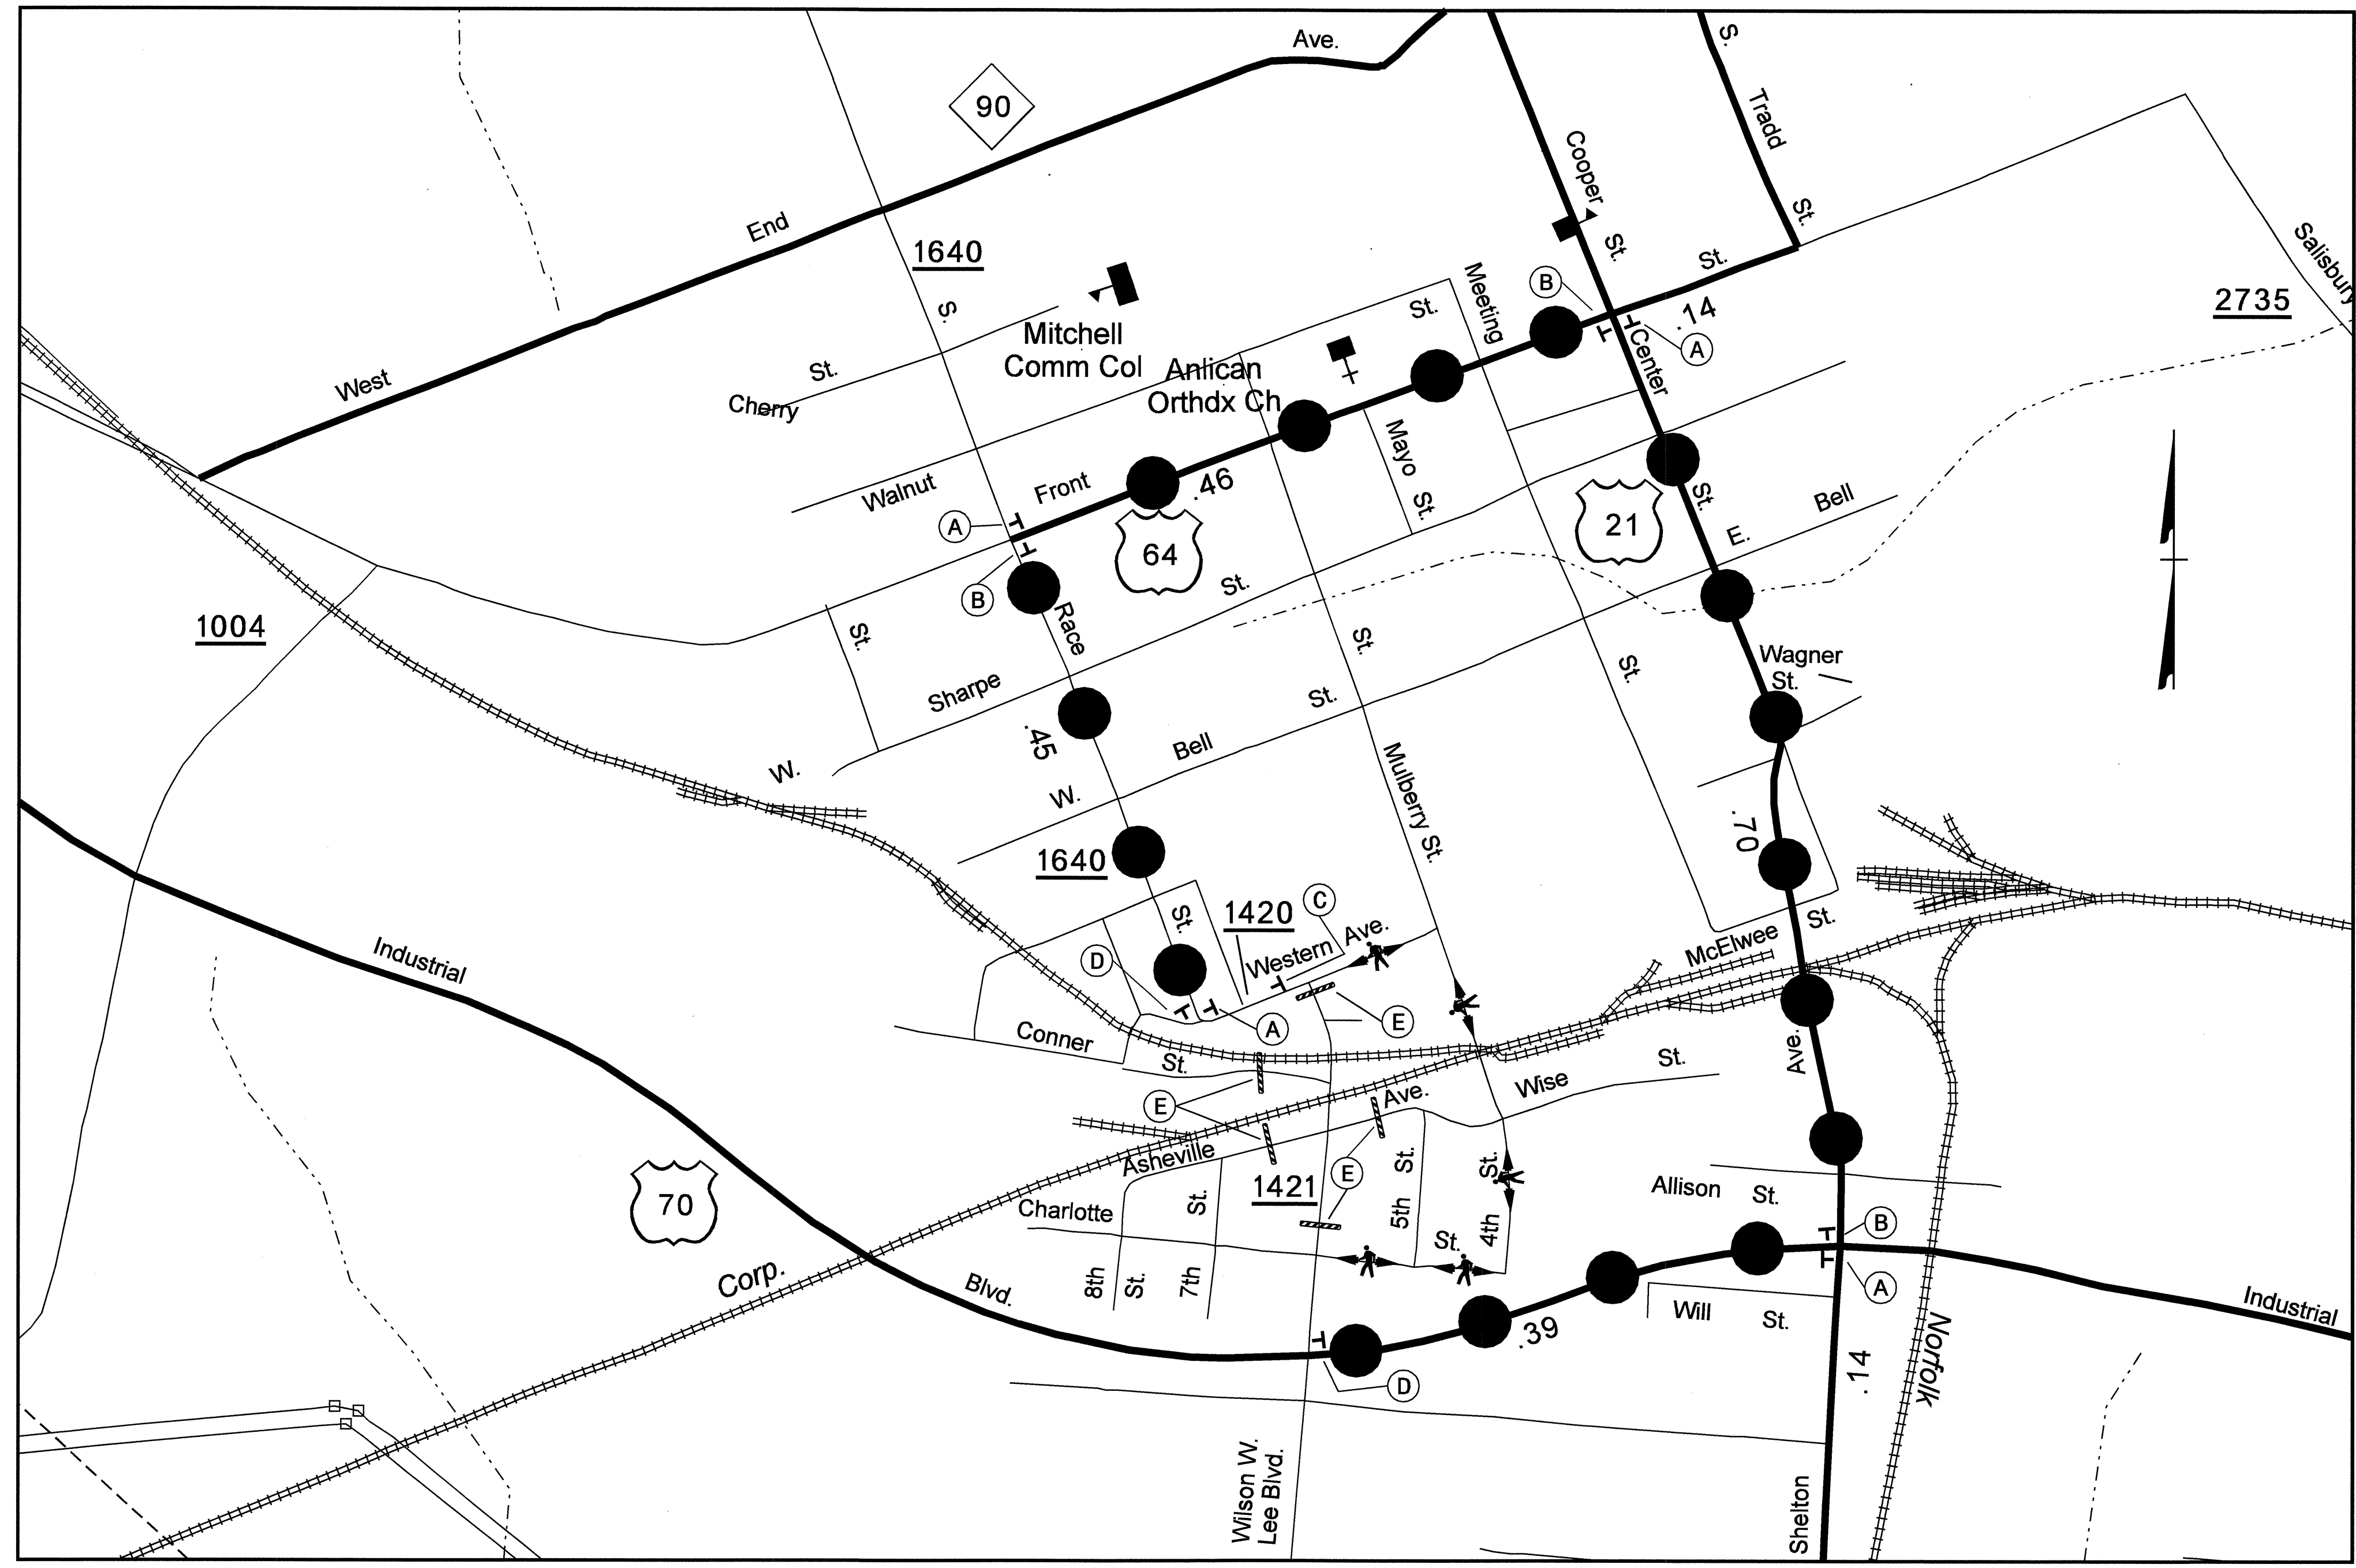 Ave.
S.
90
Tradd
Cooper
End
St.
1640
St.
St.
Salisbury
Meeting
B
2735
S.
St.
.14
Mitchell
Comm Col
Center
A
St.
Anlican
Orthdx Ch
West
Cherry
Mayo
Walnut
Front
.46
St.
St.
Bell
A
64
21
E.
B
St.
Race
1004
St.
St.
Wagner
St.
St.
Sharpe
St.
.45
Bell
W.
W.
Mulberry St.
.70
1640
St.
1420
C
St.
Ave.
McElwee
Industrial
D
Western
Conner
A
E
St.
Ave.
St.
Wise
E
Ave.
Asheville
St.
St.
E
1421
Allison
St.
70
Charlotte
St.
5th
4th
B
St.
Corp.
8th
St.
7th
Blvd.
A
Will
St.
Industrial
.39
Norfolk
D
.14
Wilson W.
Lee Blvd.
Shelton